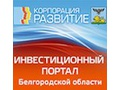 КОРПОРАЦИЯ
РАЗВИТИЕ
ИНВЕСТИЦИОННЫЙ
ПОРТАЛ
Белгородской области